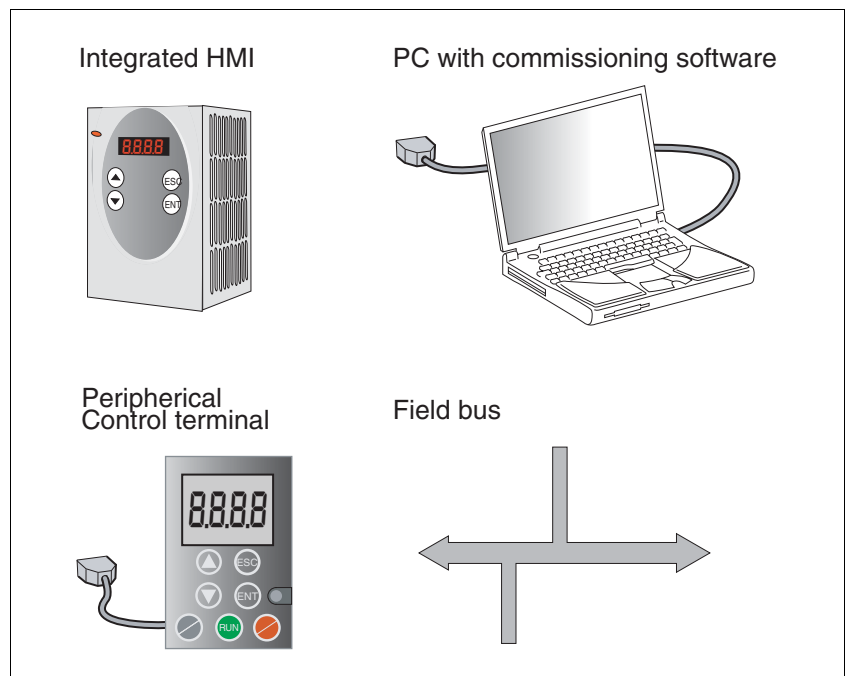 Integrated HMI
PC with commissioning software
8.8.8.8
ESC
ENT
Peripherical
Control terminal
Field bus
8.8.8.8
ESC
ENT
RUN